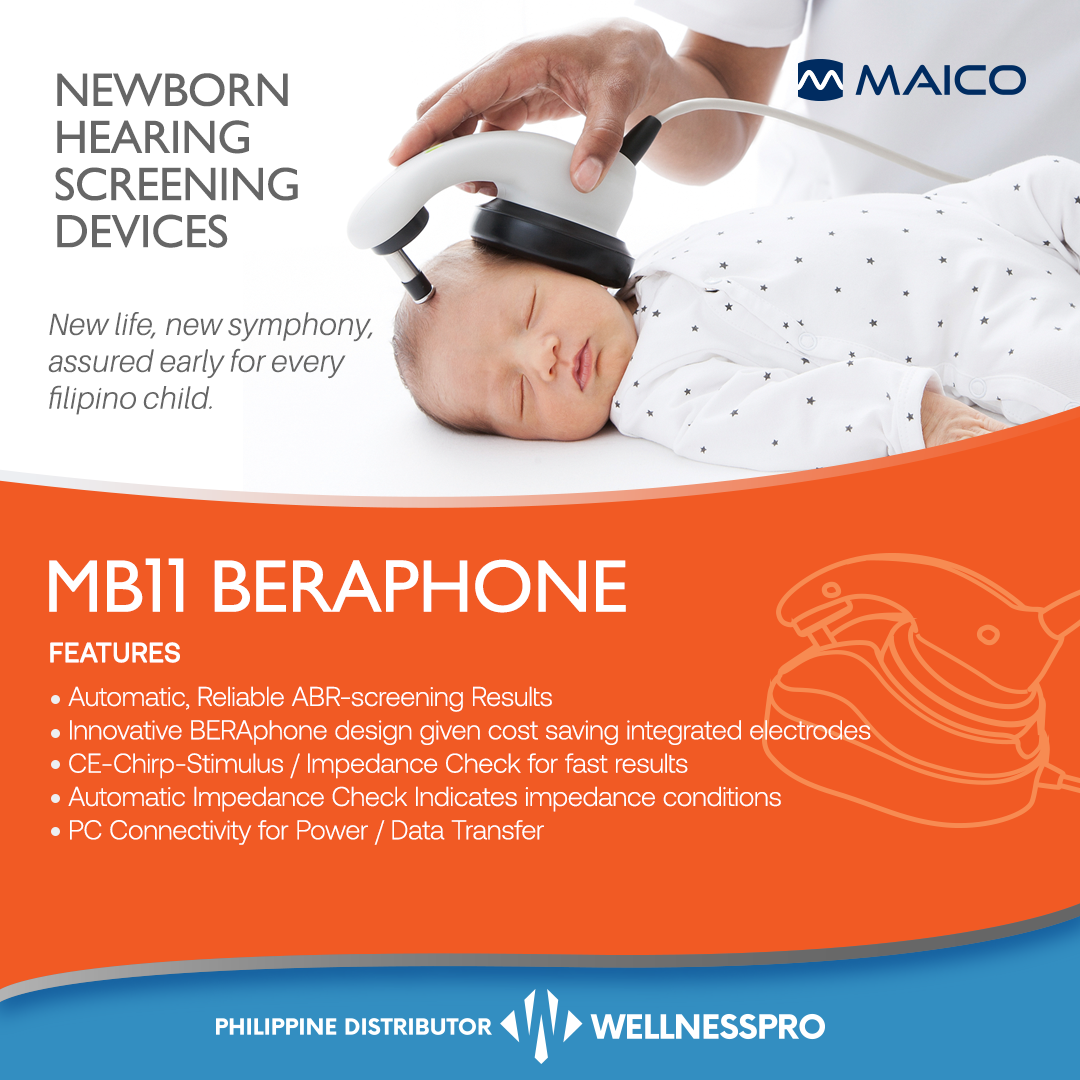 NEWBORN
HEARING
SCREENING
DEVICES
MAICO
New life, new symphony,
assured early for every
filipino child.
MB11 BERAPHONE
FEATURES
• Automatic, Reliable ABR-screening Results
• Innovative BERAphone design given cost saving integrated electrodes
• CE-Chirp-Stimulus / Impedance Check for fast results
• Automatic Impedance Check Indicates impedance conditions
• PC Connectivity for Power / Data Transfer
PHILIPPINE DISTRIBUTOR WELLNESSPRO